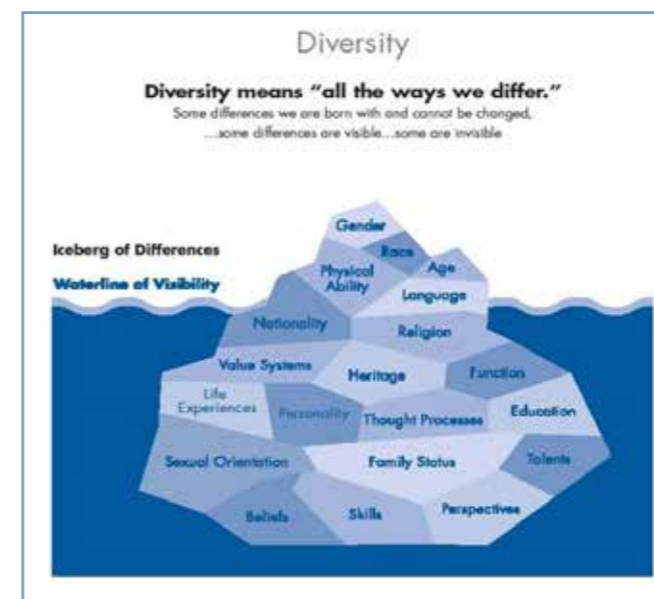 Diversity
Diversity means “all the ways we differ.”
Some differences we are born with and cannot be changed,
...some differences are visible...some are invisible
Gender
Iceberg of Differences
Race
Physical
Ability
Age
Waterline of Visibility
Language
Nationality
Religion
Value Systems
Heritage
Function
Life
Experiences
Personality
Thought Processes
Education
Sexual Orientation
Family Status
Talents
Beliefs
Skills
Perspectives